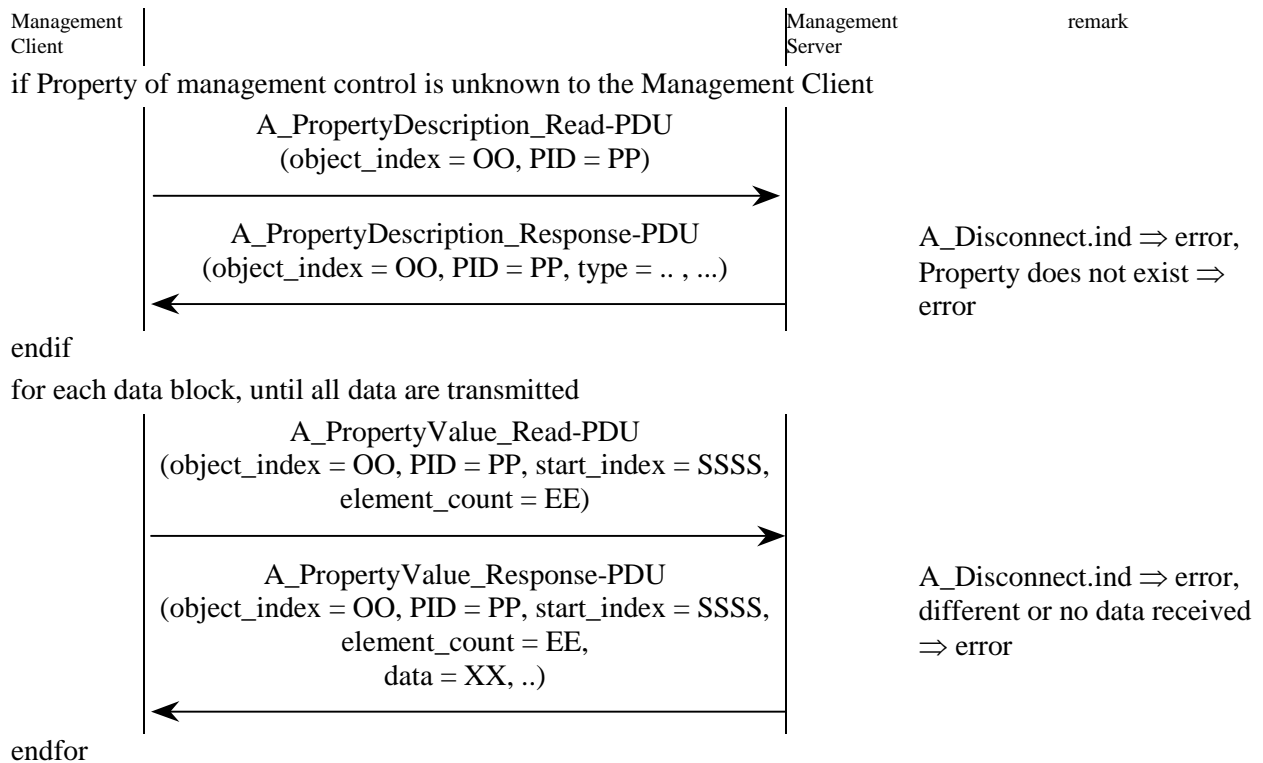 Management Client
Management Server
remark
if Property of management control is unknown to the Management Client
A_PropertyDescription_Read-PDU
(object_index = OO, PID = PP)
A_PropertyDescription_Response-PDU
(object_index = OO, PID = PP, type = .. , ...)
A_Disconnect.ind ⇒ error,
Property does not exist ⇒
error
endif
for each data block, until all data are transmitted
A_PropertyValue_Read-PDU
(object_index = OO, PID = PP, start_index = SSSS,
element_count = EE)
A_PropertyValue_Response-PDU
(object_index = OO, PID = PP, start_index = SSSS,
element_count = EE,
data = XX, ..)
A_Disconnect.ind ⇒ error,
different or no data received
⇒ error
endfor